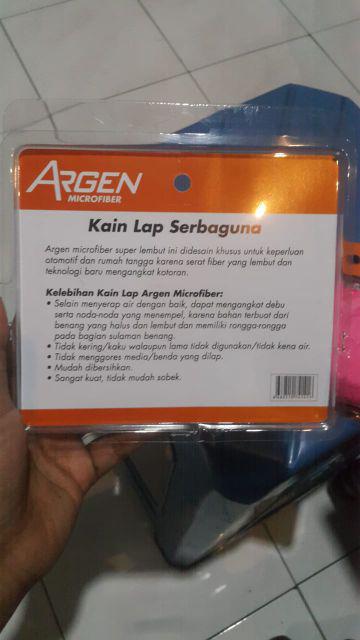 ARGEN
MICROFIBER
Kain Lap Serbaguna
Argen microfiber super lembut ini didesain khusus untuk keperluan
otomotif dan rumah tangga karena serat fiber yang lembut dan
teknologi baru mengangkat kotoran.
Kelebihan Kain Lap Argen Microfiber:
• Selain menyerap air dengan baik, dapat mengangkat debu
serta noda-noda yang menempel, karena bahan terbuat dari
benang yang halus dan lembut dan memiliki rongga-rongga
pada bagian sulaman benang.
• Tidak kering/kaku walaupun lama tidak digunakan/tidak kena air.
• Tidak menggores media/benda yang dilap.
• Mudah dibersihkan.
• Sangat kuat, tidak mudah sobek.